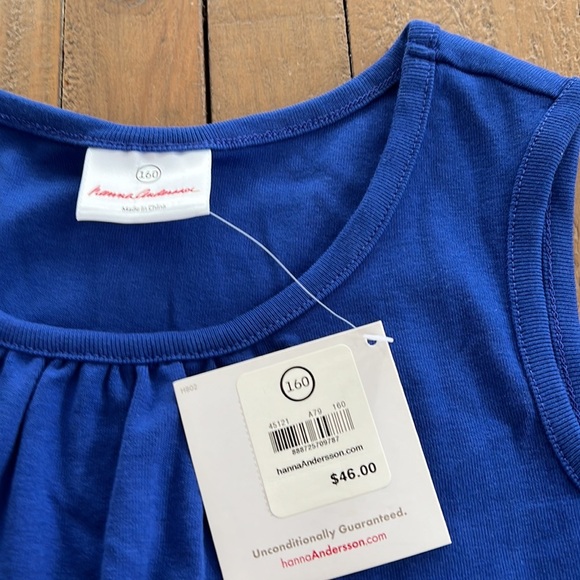 160
hanna Andersson
Made in China
H802
160
45121 A79 160
888725709787
hannaAndersson.com
$46.00
Unconditionally Guaranteed.
hannaAndersson.com